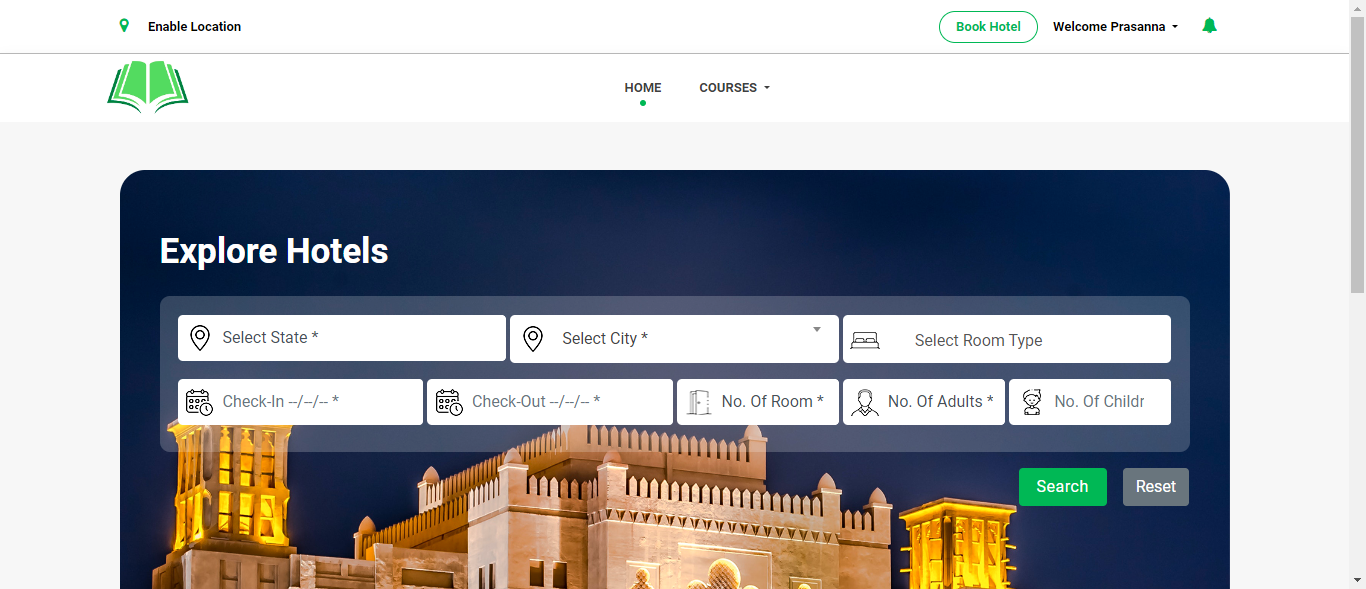 Enable Location
Book Hotel
Welcome Prasanna
HOME
COURSES
Explore Hotels
Select State *
Select City *
Select Room Type
Check-In --/--/-- *
Check-Out --/--/-- *
No. Of Room *
No. Of Adults *
No. Of Childr
Search
Reset